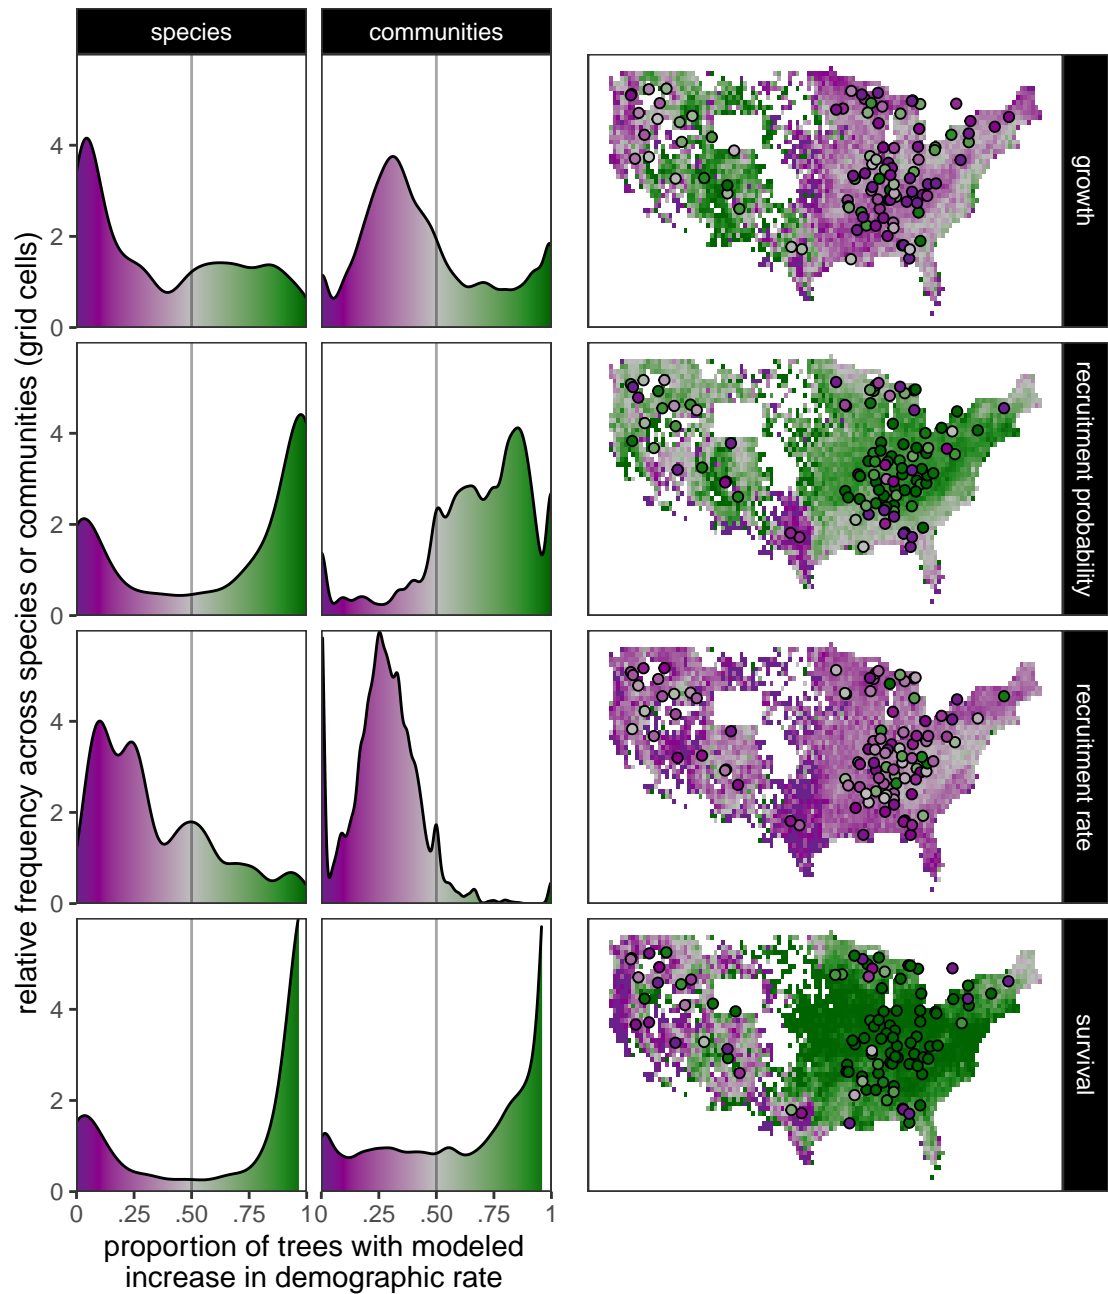 species
communities
relative frequency across species or communities (grid cells)
4
2
0
growth
4
2
0
recruitment probability
4
2
0
recruitment rate
4
2
0
survival
0 .25 .50 .75 1 0 .25 .50 .75 1
proportion of trees with modeled
increase in demographic rate